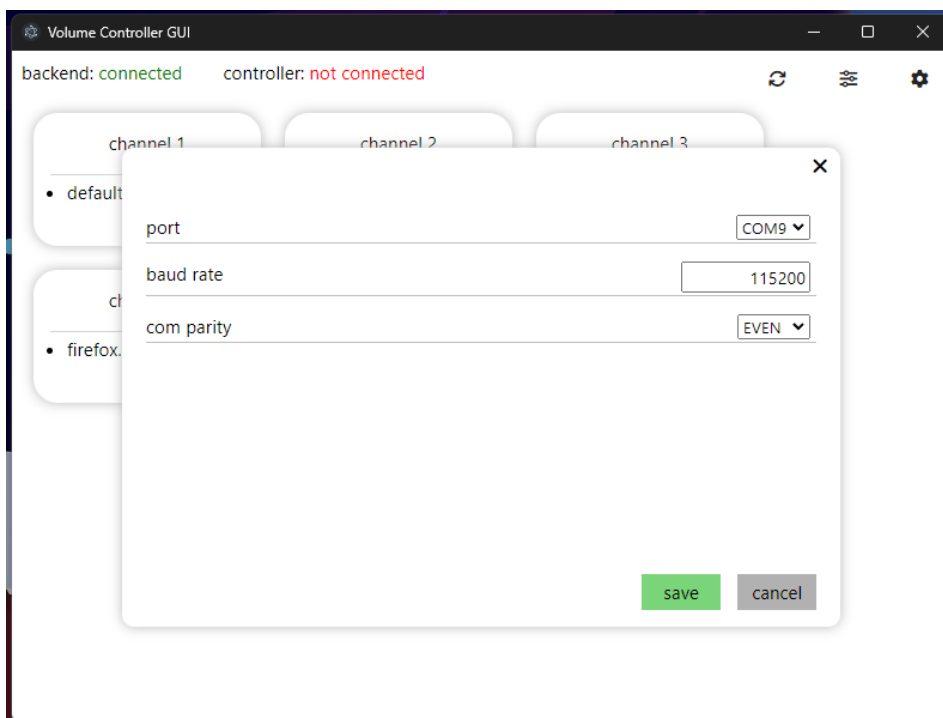 Volume Controller GUI
backend: connected controller: not connected
channel 1 channel 2 channel 3
• default
port COM9
baud rate 115200
com parity EVEN
• firefox.
save cancel